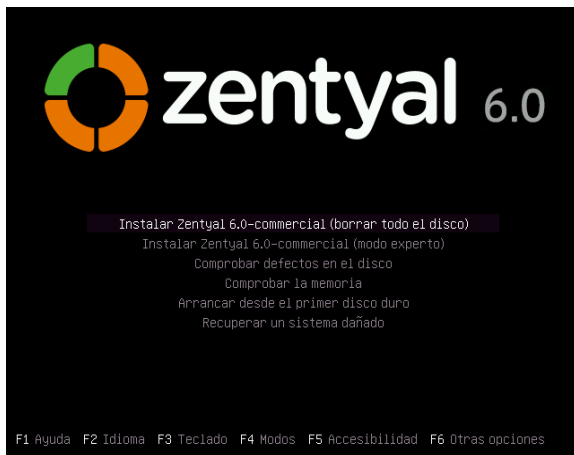 zentyal 6.0
Instalar Zentyal 6.0-commercial (borrar todo el disco)
Instalar Zentyal 6.0-commercial (modo experto)
Comprobar defectos en el disco
Comprobar la memoria
Arrancar desde el primer disco duro
Recuperar un sistema dañado
F1 Ayuda F2 Idioma F3 Teclado F4 Modos F5 Accesibilidad F6 Otras opciones